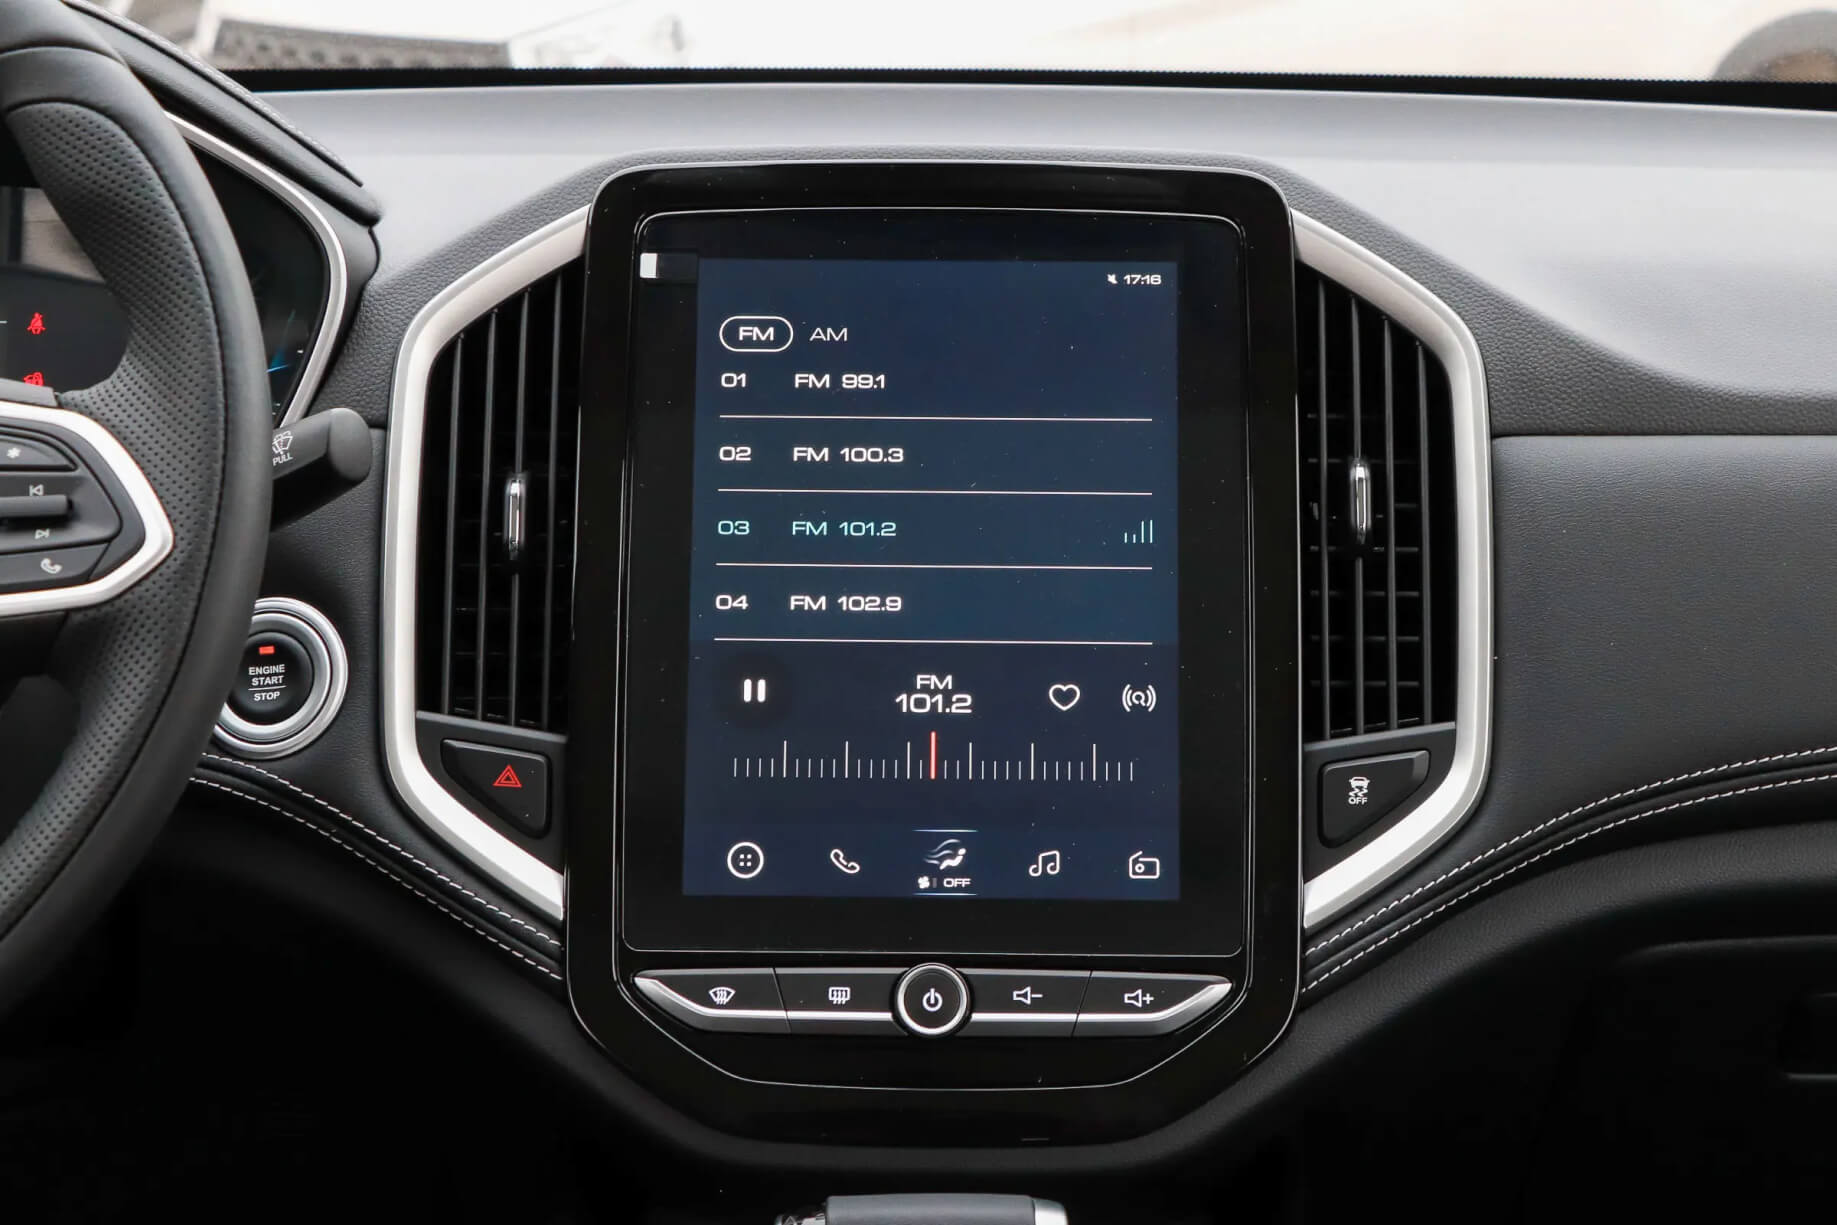 17:16
FM AM
01 FM 99.1
02 FM 100.3
03 FM 101.2
04 FM 102.9
FM
101.2
OFF
PULL
ENGINE
START
STOP
OFF